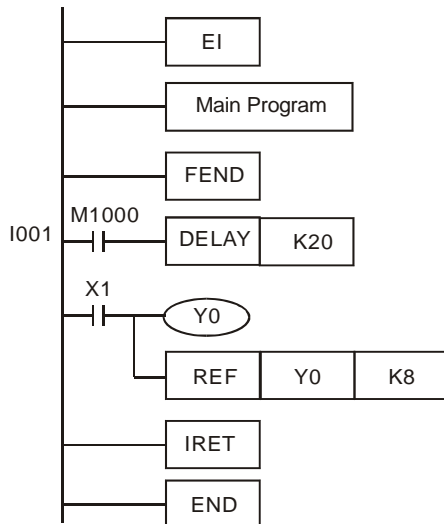 EI
Main Program
FEND
M1000
I001 DELAY K20
X1
Y0
REF Y0 K8
IRET
END